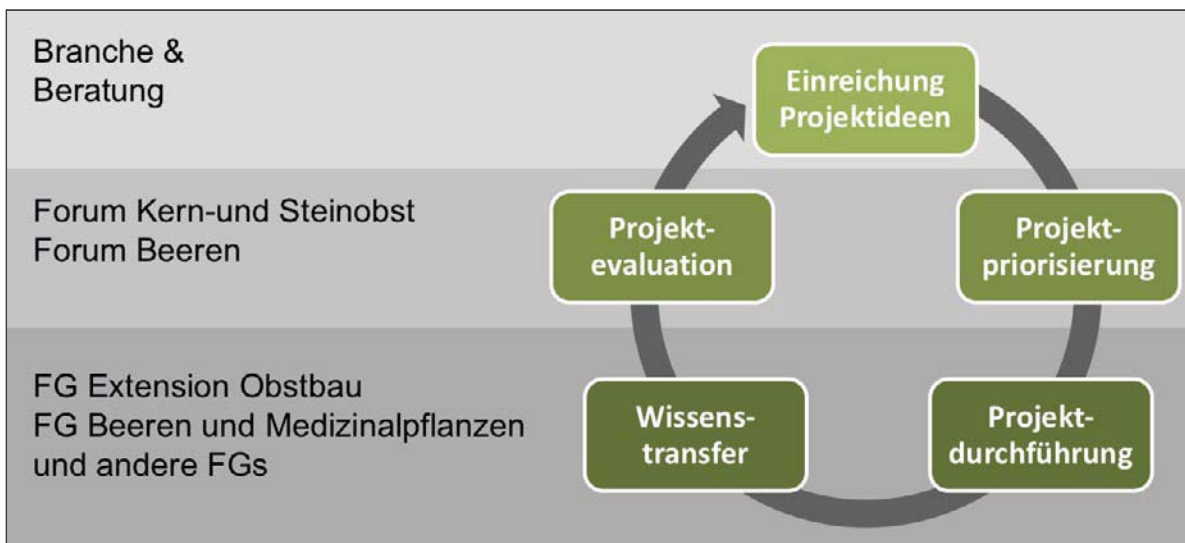 Branche &
Beratung
Einreichung
Projektideen
Forum Kern-und Steinobst
Forum Beeren
Projekt-
evaluation
Projekt-
priorisierung
FG Extension Obstbau
FG Beeren und Medizinalpflanzen
und andere FGs
Wissens-
transfer
Projekt-
durchführung